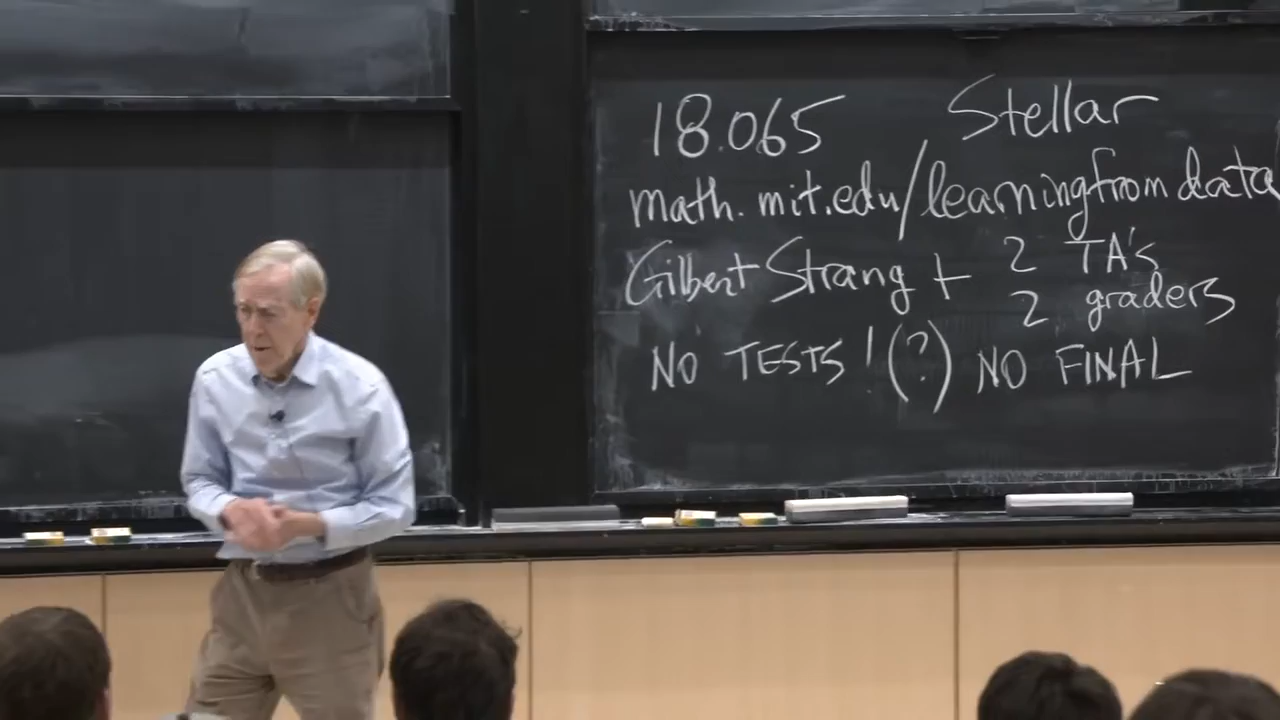 18.065 Stellar
math.mit.edu/learningfromdata
Gilbert Strang + 2 TA's
2 graders
NO TESTS! (?) NO FINAL